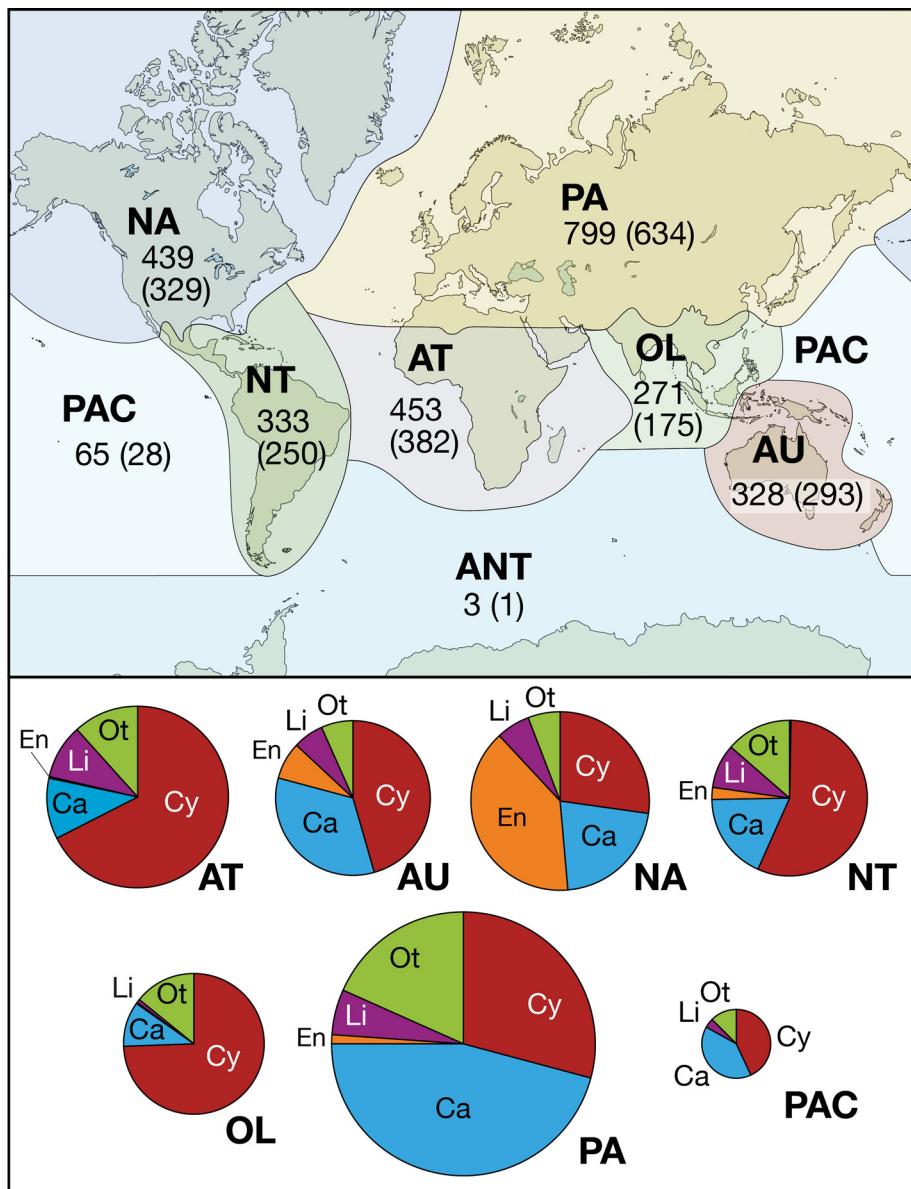 NA
439
(329)
PA
799 (634)
AT
453
(382)
OL
271
(175)
PAC
NT
333
(250)
PAC
65 (28)
AU
328 (293)
ANT
3 (1)
En
Li
Ot
Ca
Cy
AT
Li
Ot
En
Ca
Cy
AU
Li
Ot
En
Cy
Ca
NA
Ot
Li
En
Ca
Cy
NT
Li
Ot
Ca
Cy
OL
Ot
Li
En
Cy
Ca
PA
Ot
Li
Cy
Ca
PAC